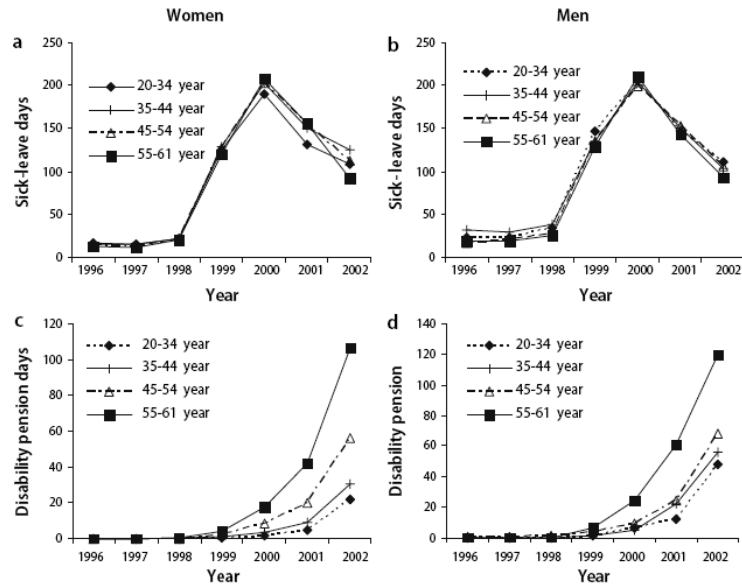 Women
Men
a
b
Sick-leave days
250
200
150
100
50
0
20-34 year
35-44 year
45-54 year
55-61 year
1996 1997 1998 1999 2000 2001 2002
Year
Sick-leave days
250
200
150
100
50
0
20-34 year
35-44 year
45-54 year
55-61 year
1996 1997 1998 1999 2000 2001 2002
Year
c
d
Disability pension days
120
100
80
60
40
20
0
20-34 year
35-44 year
45-54 year
55-61 year
1996 1997 1998 1999 2000 2001 2002
Year
Disability pension
140
120
100
80
60
40
20
0
20-34 year
35-44 year
45-54 year
55-61 year
1996 1997 1998 1999 2000 2001 2002
Year